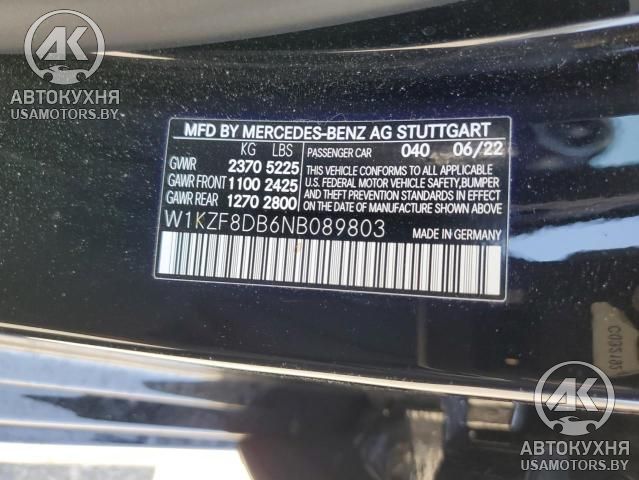 AK
АВТОКУХНЯ
USAMOTORS.BY
MFD BY MERCEDES-BENZ AG STUTTGART
KG LBS PASSENGER CAR 040 06/22
GVWR 2370 5225
GAWR FRONT 1100 2425
GAWR REAR 1270 2800
THIS VEHICLE CONFORMS TO ALL APPLICABLE
U.S. FEDERAL MOTOR VEHICLE SAFETY,BUMPER
AND THEFT PREVENTION STANDARDS IN EFFECT
ON THE DATE OF MANUFACTURE SHOWN ABOVE.
W1KZF8DB6NB089803 MADE IN GERMANY
AK
АВТОКУХНЯ
USAMOTORS.BY